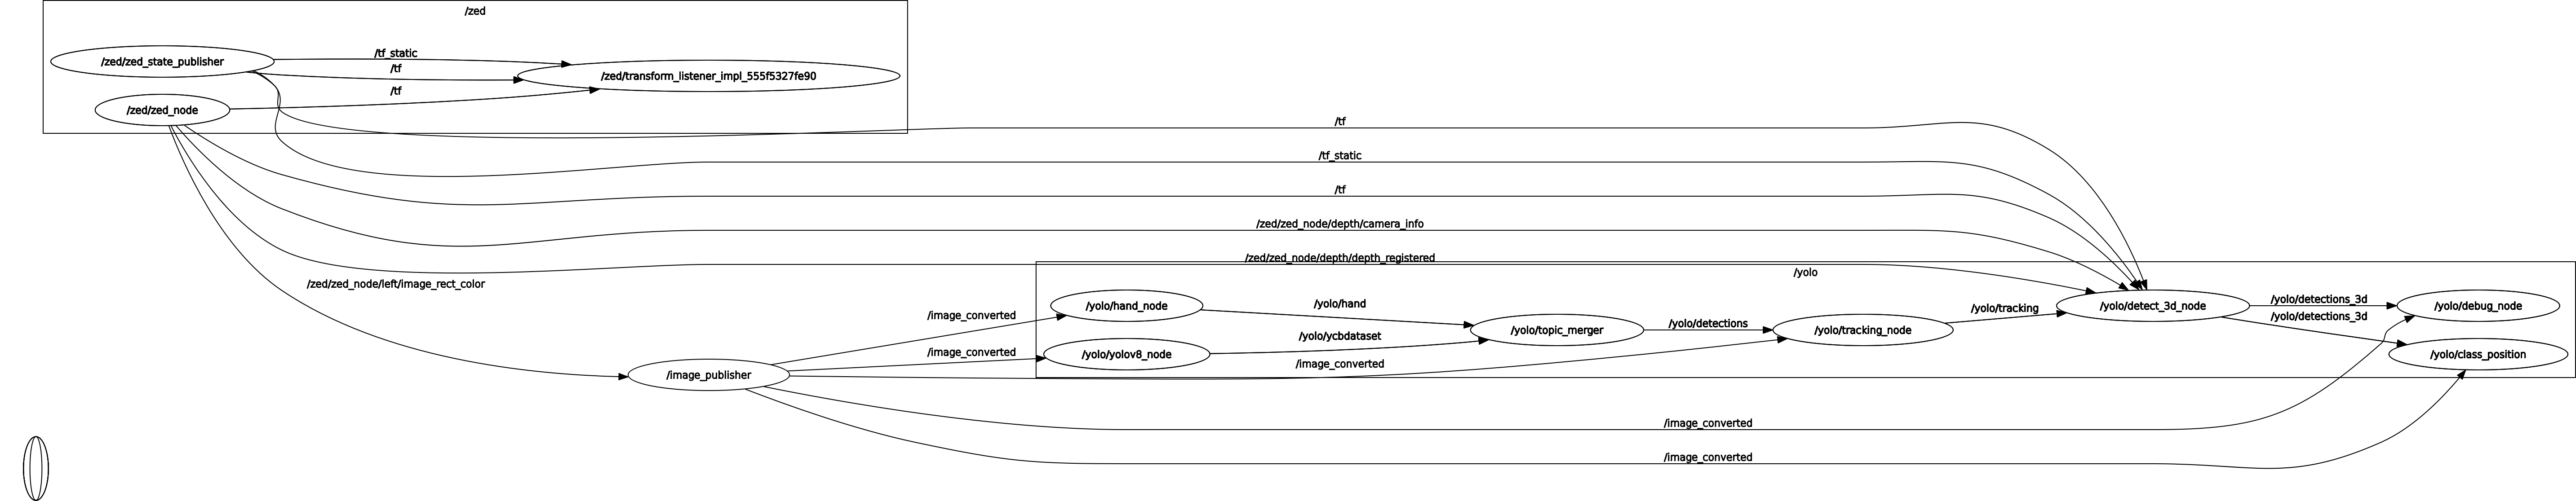 /zed
/tf_static
/zed/zed_state_publisher
/tf
/zed/transform_listener_impl_555f5327fe90
/tf
/zed/zed_node
/tf
/tf_static
/tf
/zed/zed_node/depth/camera_info
/zed/zed_node/depth/depth_registered
/yolo
/zed/zed_node/left/image_rect_color
/yolo/hand_node
/yolo/hand
/image_converted
/yolo/topic_merger
/yolo/detections
/yolo/tracking_node
/yolo/tracking
/yolo/detect_3d_node
/yolo/detections_3d
/yolo/debug_node
/yolo/detections_3d
/yolo/ycbdataset
/image_converted
/yolo/yolov8_node
/yolo/class_position
/image_converted
/image_publisher
/image_converted
/image_converted